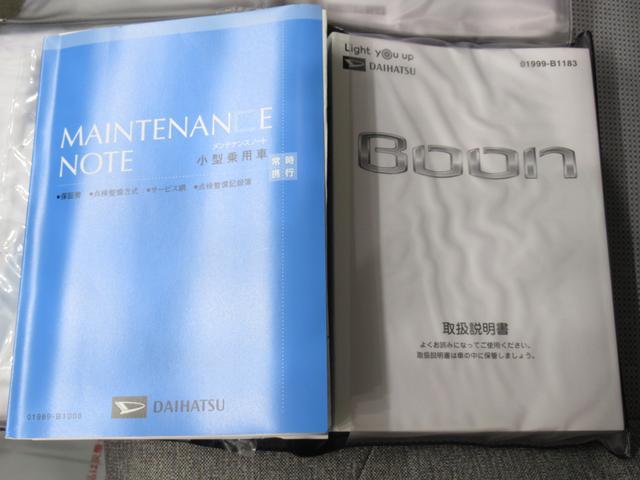 MAINTENANCE
NOTE
メンテナンスノート
小型乗用車
常時
携行
●保証書 ●点検整備方式 ●サービス網 ●点検整備記録簿
DAIHATSU
Light you up
DAIHATSU
01999-B1183
Boon
取扱説明書
よくお読みになってご使用ください。
取扱説明書は車の中に保管しましょう。